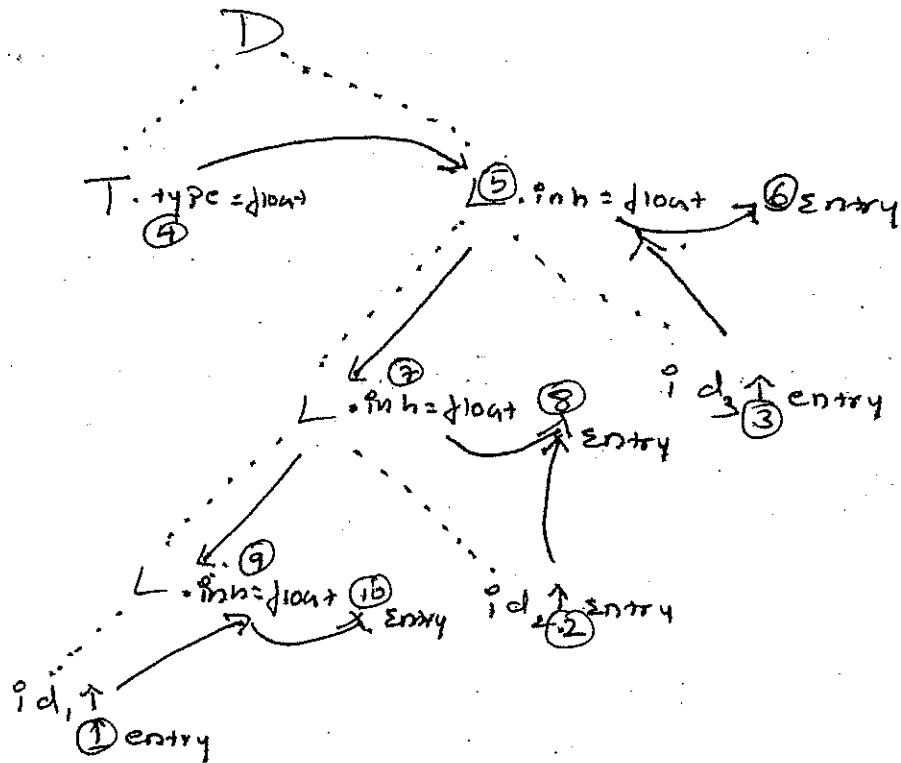 D
T . type = float
④
L ⑤ . inh = float ⑥ Entry
L . inh = float ⑦ ⑧ Entry
id₃ ↑ entry
③
L . inh = float ⑨ ⑩ Entry
id₂ ↑ Entry
②
id₁ ↑
① entry